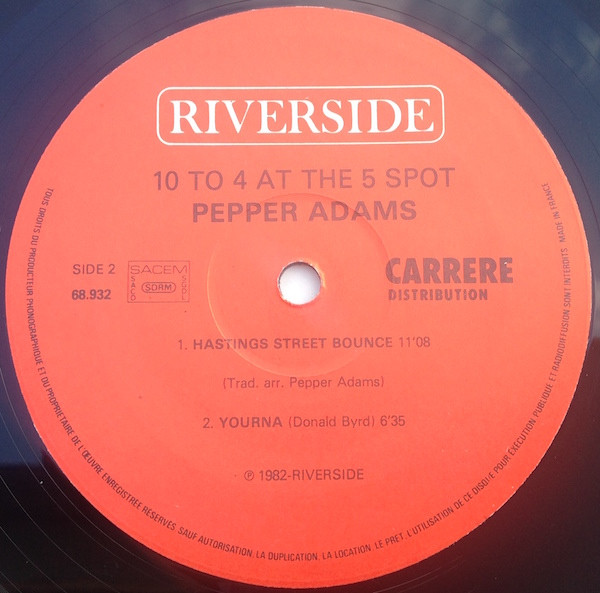 RIVERSIDE
10 TO 4 AT THE 5 SPOT
PEPPER ADAMS
SIDE 2
68.932
SACEM
SDRM
SACD
SGDL
CARRERE
DISTRIBUTION
1. HASTINGS STREET BOUNCE 11'08
(Trad. arr. Pepper Adams)
2. YOURNA (Donald Byrd) 6'35
℗ 1982-RIVERSIDE
TOUS DROITS DU PRODUCTEUR PHONOGRAPHIQUE ET DU PROPRIETAIRE DE L'ŒUVRE ENREGISTREE RESERVES. SAUF AUTORISATION, LA DUPLICATION, LA LOCATION, LE PRET, L'UTILISATION DE CE DISQUE POUR EXECUTION PUBLIQUE ET RADIODIFFUSION SONT INTERDITS. MADE IN FRANCE